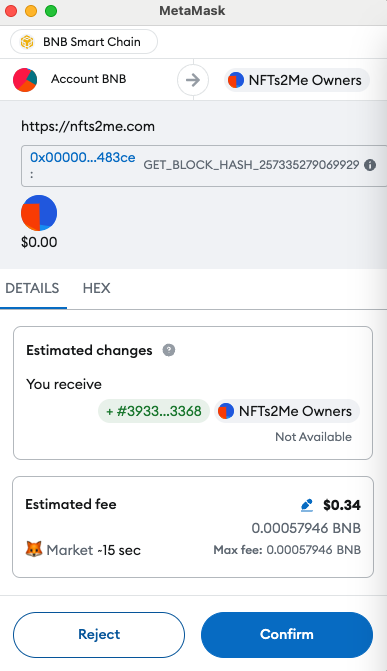 MetaMask
BNB Smart Chain
Account BNB
NFTs2Me Owners
https://nfts2me.com
0x00000...483ce
:
GET_BLOCK_HASH_257335279069929
$0.00
DETAILS
HEX
Estimated changes
You receive
+ #3933...3368
NFTs2Me Owners
Not Available
Estimated fee
$0.34
0.00057946 BNB
Market ~15 sec
Max fee: 0.00057946 BNB
Reject
Confirm